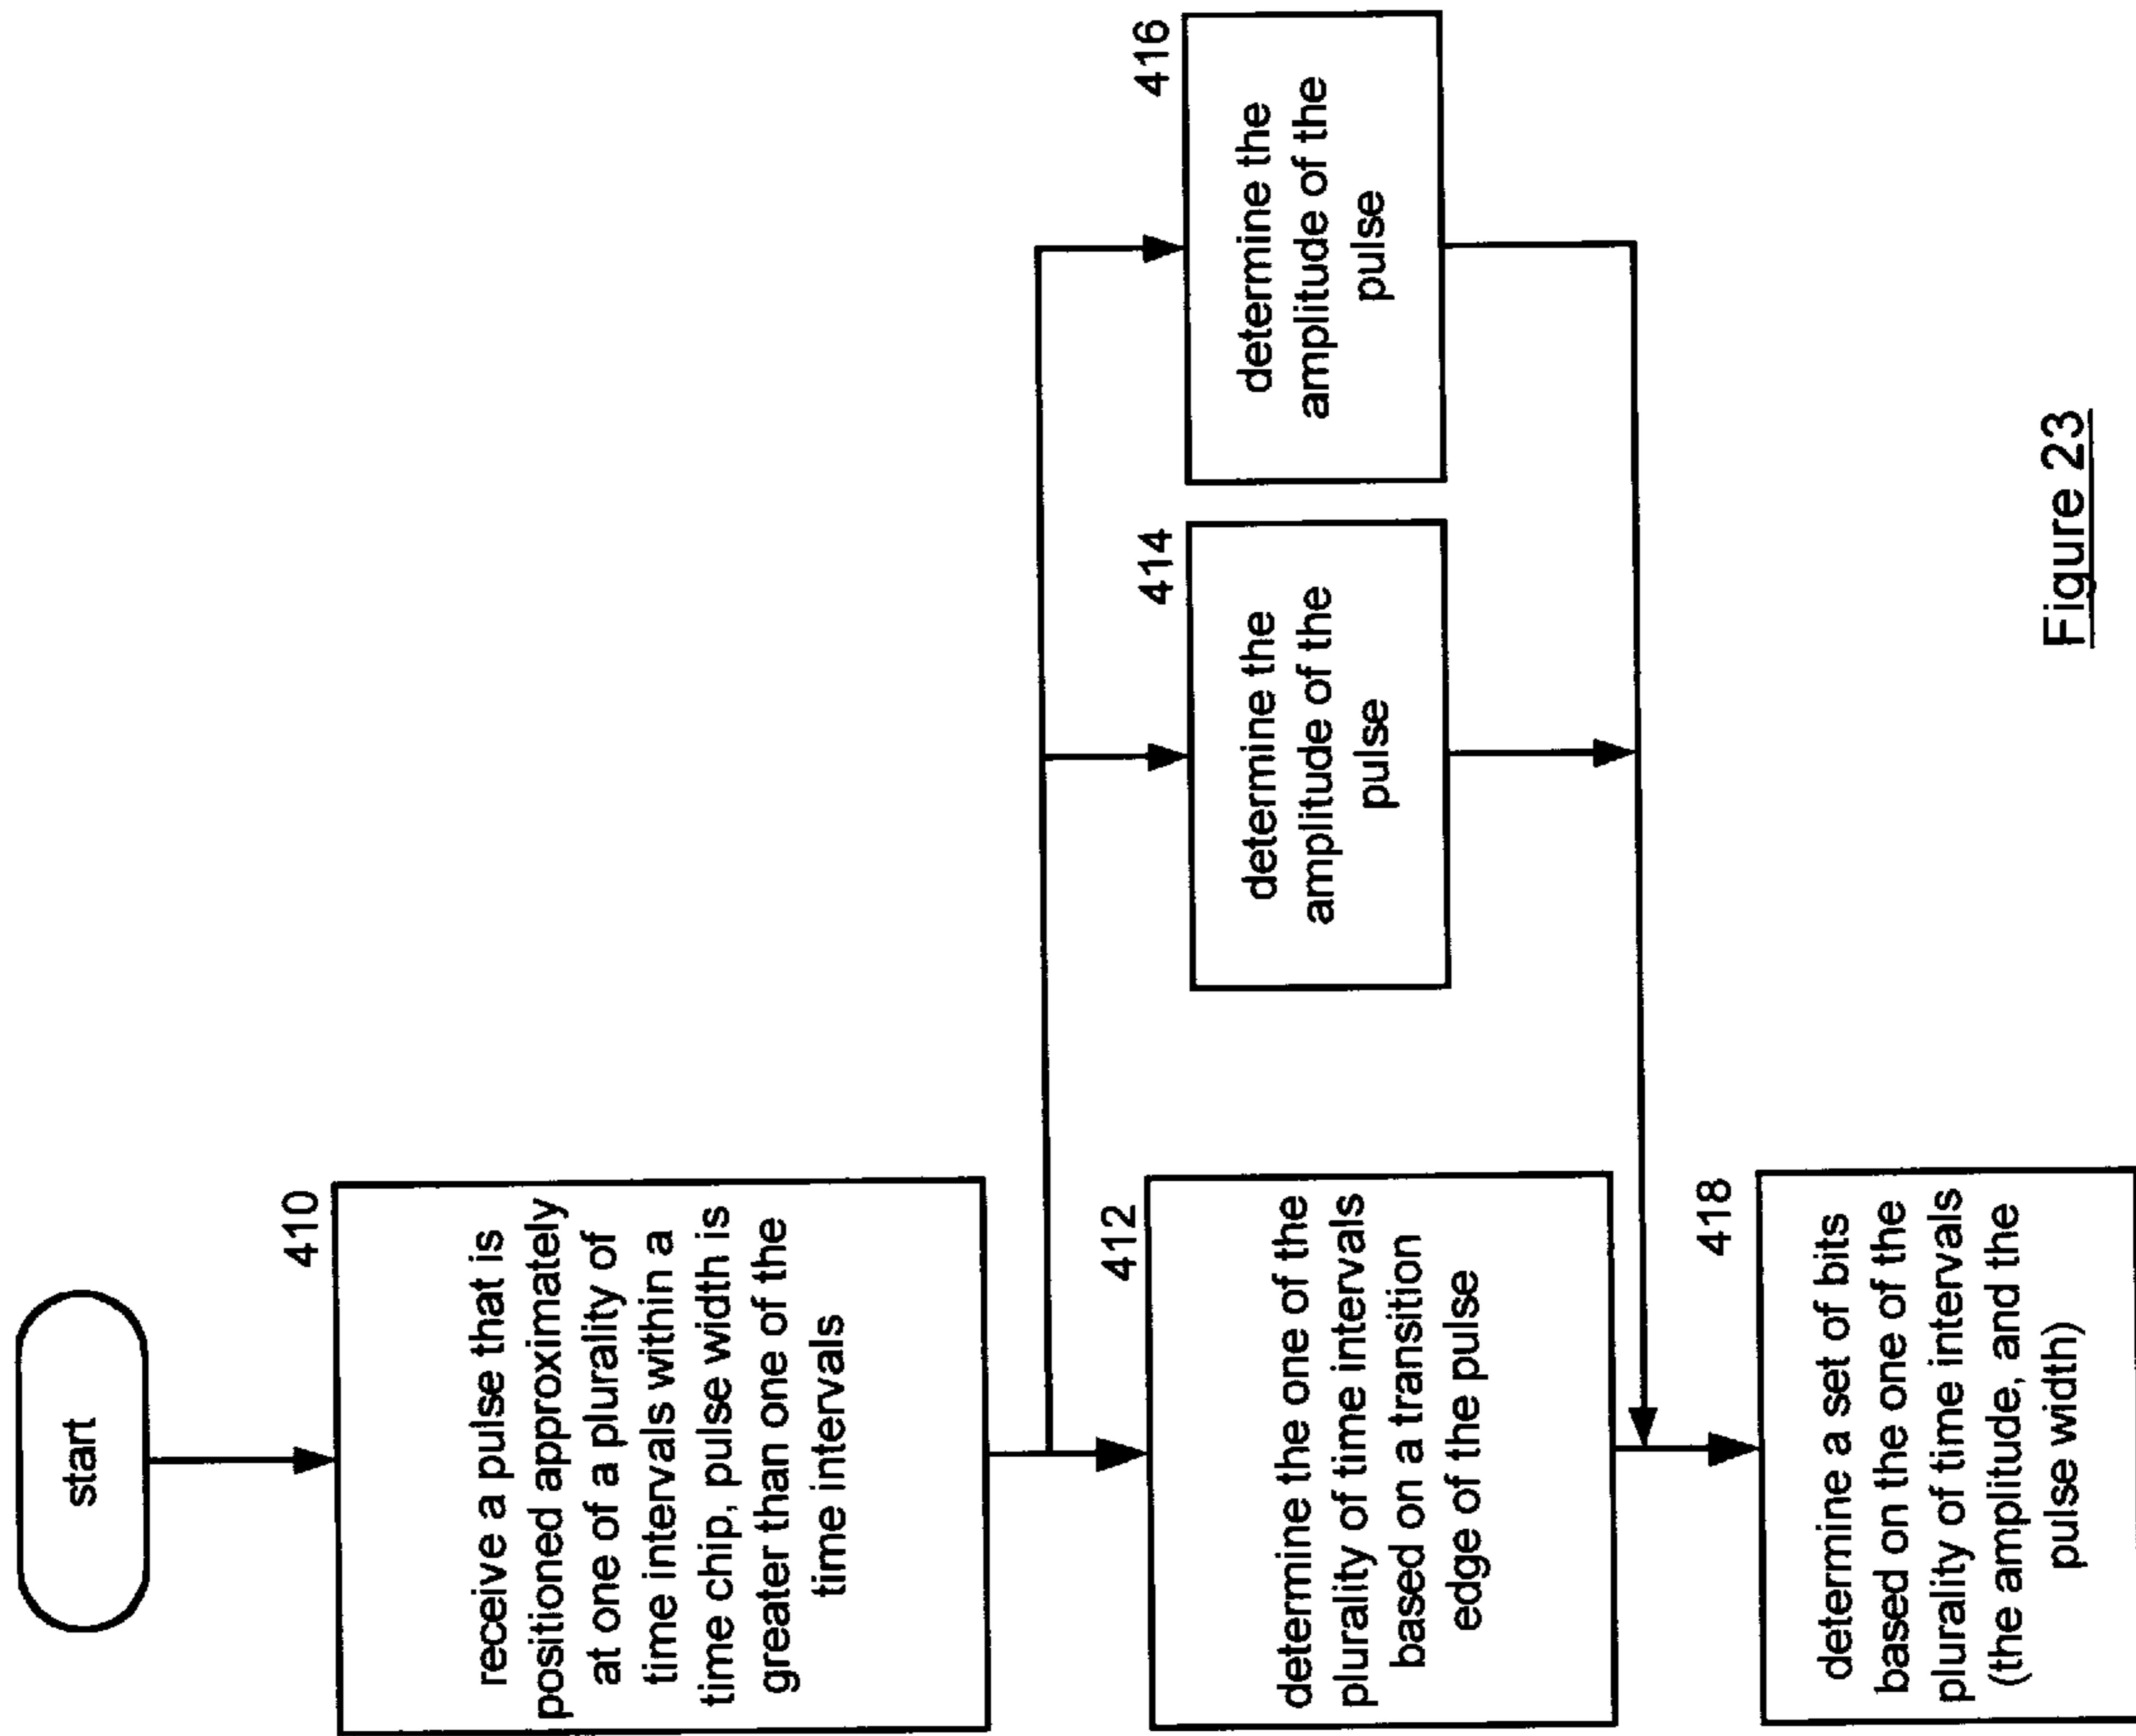 start
410
receive a pulse that is
positioned approximately
at one of a plurality of
time intervals within a
time chip, pulse width is
greater than one of the
time intervals
412
determine the one of the
plurality of time intervals
based on a transition
edge of the pulse
414
determine the
amplitude of the
pulse
416
determine the
amplitude of the
pulse
418
determine a set of bits
based on the one of the
plurality of time intervals
(the amplitude, and the
pulse width)
Figure 23